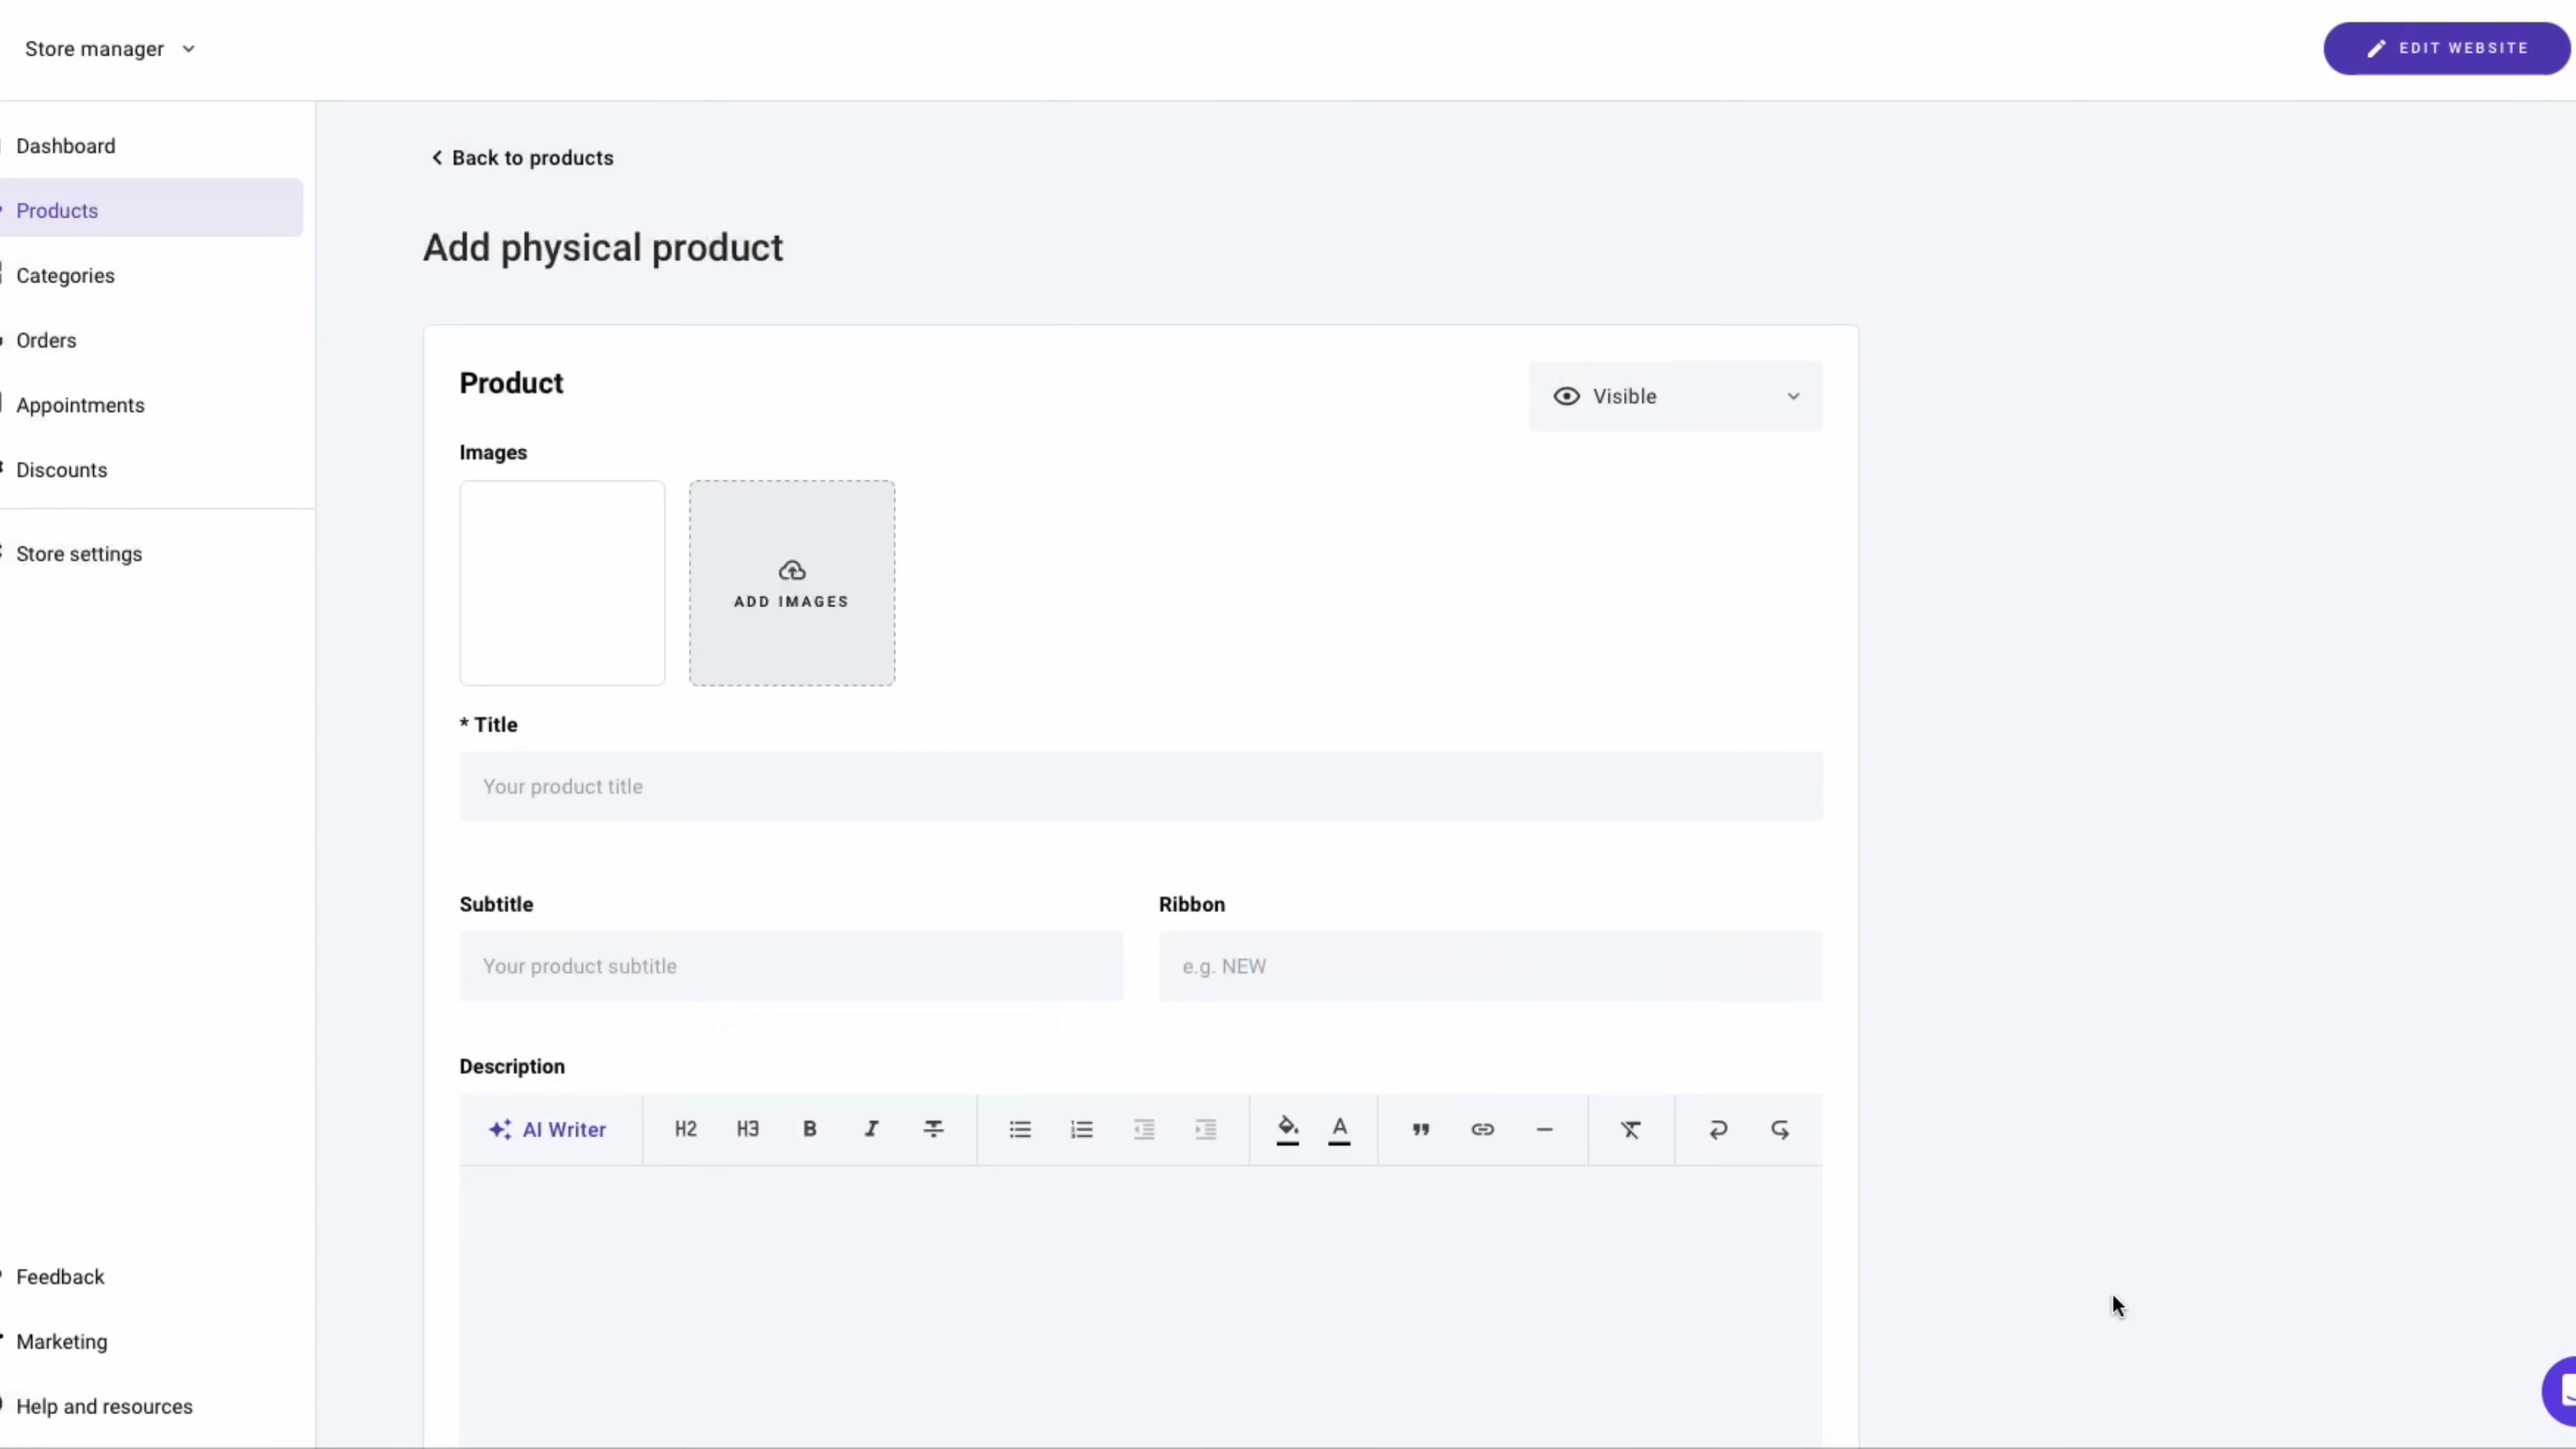 Store manager
EDIT WEBSITE
Dashboard
Products
Categories
Orders
Appointments
Discounts
Store settings
Feedback
Marketing
Help and resources
Back to products
Add physical product
Product
Visible
Images
ADD IMAGES
* Title
Your product title
Subtitle
Ribbon
Your product subtitle
e.g. NEW
Description
AI Writer
H2
H3
B
I
A